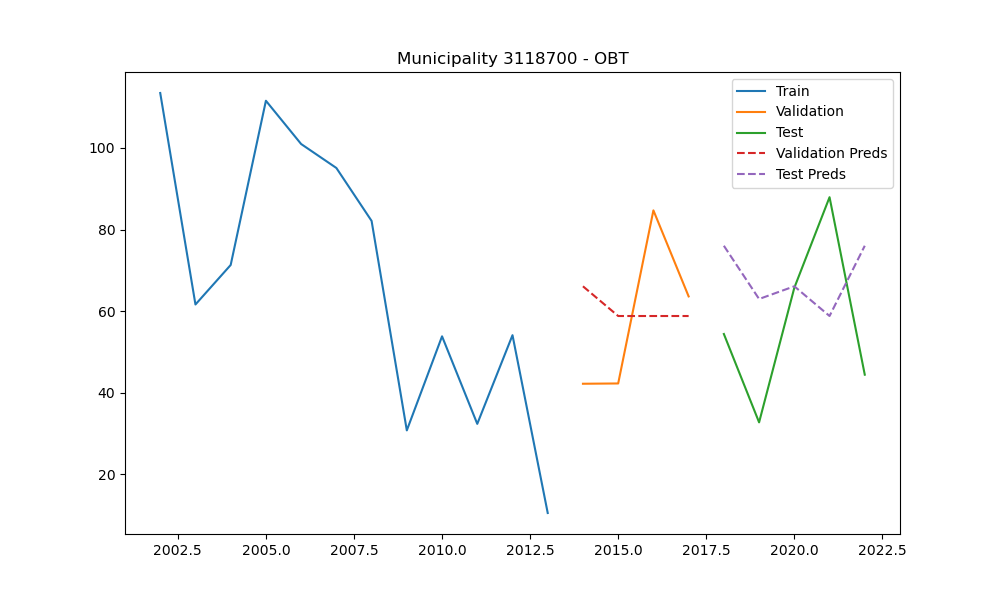 Municipality 3118700 - OBT
Train
Validation
Test
Validation Preds
Test Preds
100
80
60
40
20
2002.5 2005.0 2007.5 2010.0 2012.5 2015.0 2017.5 2020.0 2022.5